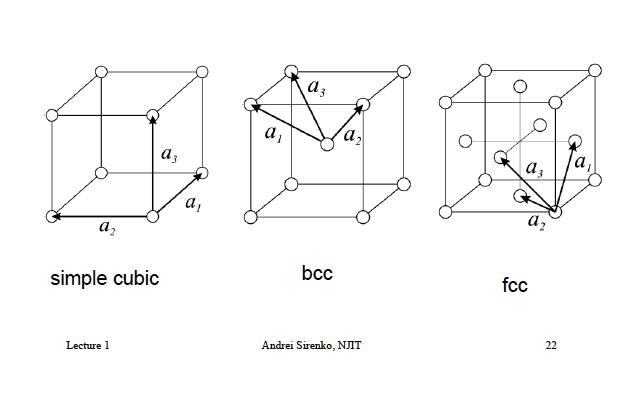 a3
a1
a2
a3
a1
a2
a3
a1
a2
simple cubic
bcc
fcc
Lecture 1
Andrei Sirenko, NJIT
22